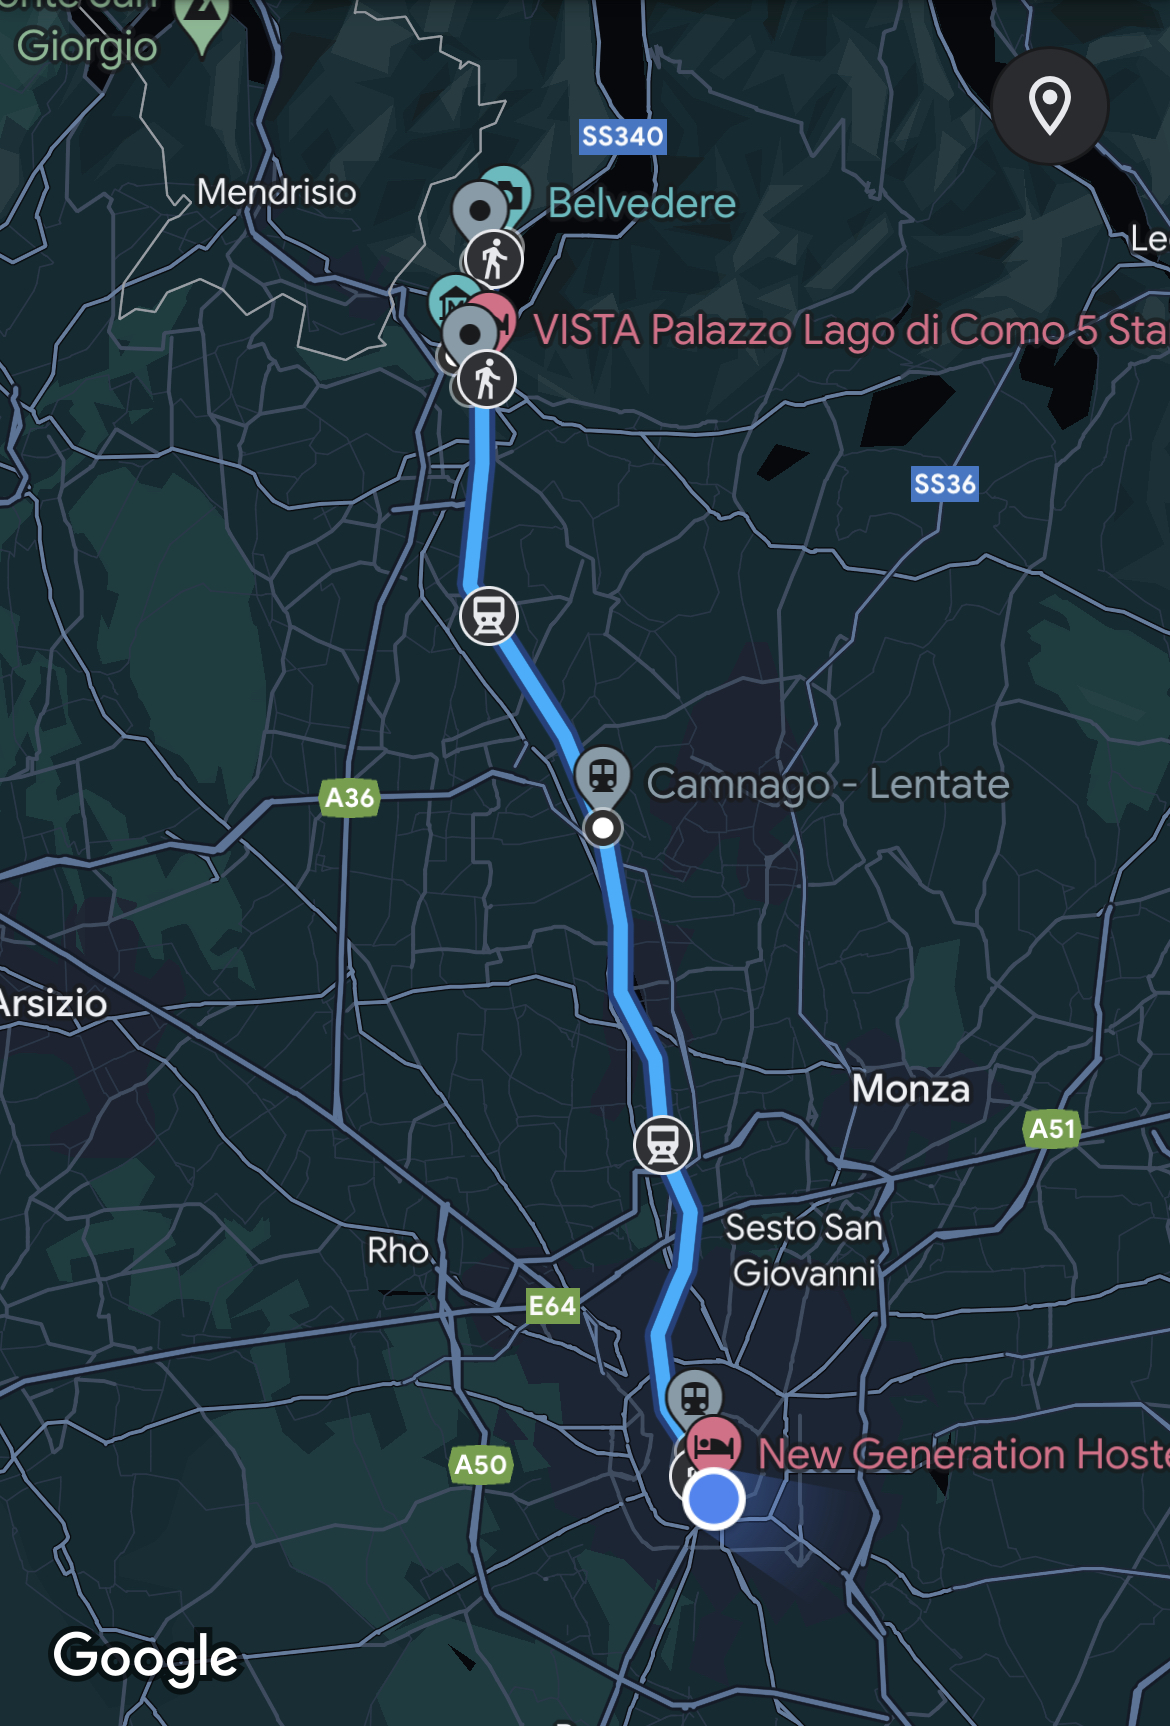 Giorgio
SS340
Mendrisio
Belvedere
VISTA Palazzo Lago di Como 5 Sta
SS36
Camnago - Lentate
A36
Arsizio
Monza
A51
Sesto San
Giovanni
Rho
E64
New Generation Hoste
A50
Google